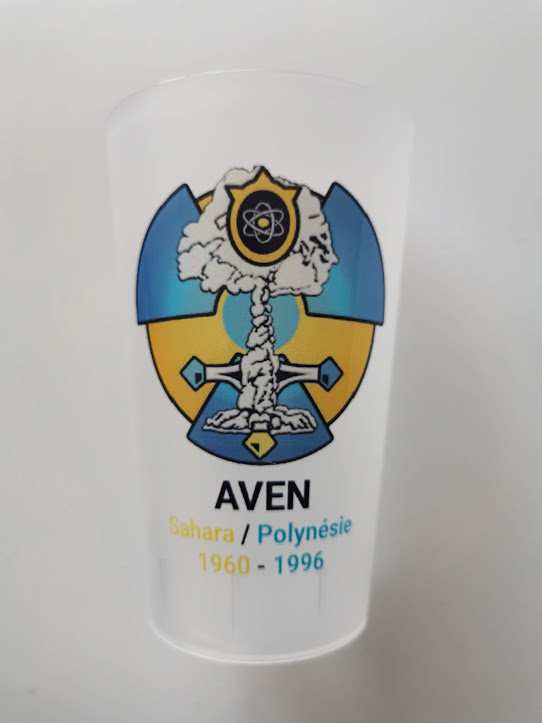 AVEN
Sahara / Polynésie
1960 - 1996